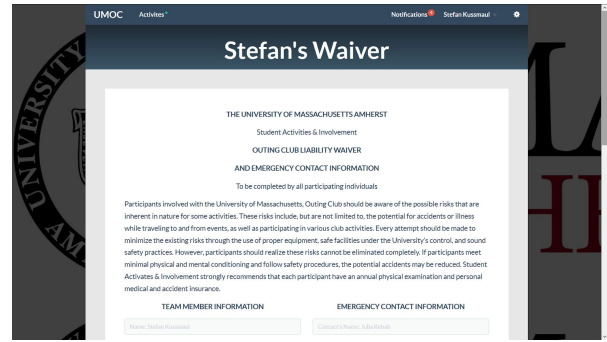 UMOC Activites Notifications 4 Stefan Kussmaul
Stefan's Waiver
THE UNIVERSITY OF MASSACHUSETTS AMHERST
Student Activities & Involvement
OUTING CLUB LIABILITY WAIVER
AND EMERGENCY CONTACT INFORMATION
To be completed by all participating individuals
Participants involved with the University of Massachusetts, Outing Club should be aware of the possible risks that are
inherent in nature for some activities. These risks include, but are not limited to, the potential for accidents or illness
while traveling to and from events, as well as participating in various club activities. Every attempt should be made to
minimize the existing risks through the use of proper equipment, safe facilities under the University's control, and sound
safety practices. However, participants should realize these risks cannot be eliminated completely. If participants meet
minimal physical and mental conditioning and follow safety procedures, the potential accidents may be reduced. Student
Activates & Involvement strongly recommends that each participant have an annual physical examination and personal
medical and accident insurance.
TEAM MEMBER INFORMATION EMERGENCY CONTACT INFORMATION
Name: Stefan Kussmaul Contact's Name: Julis Rehab
UNIVERSITY